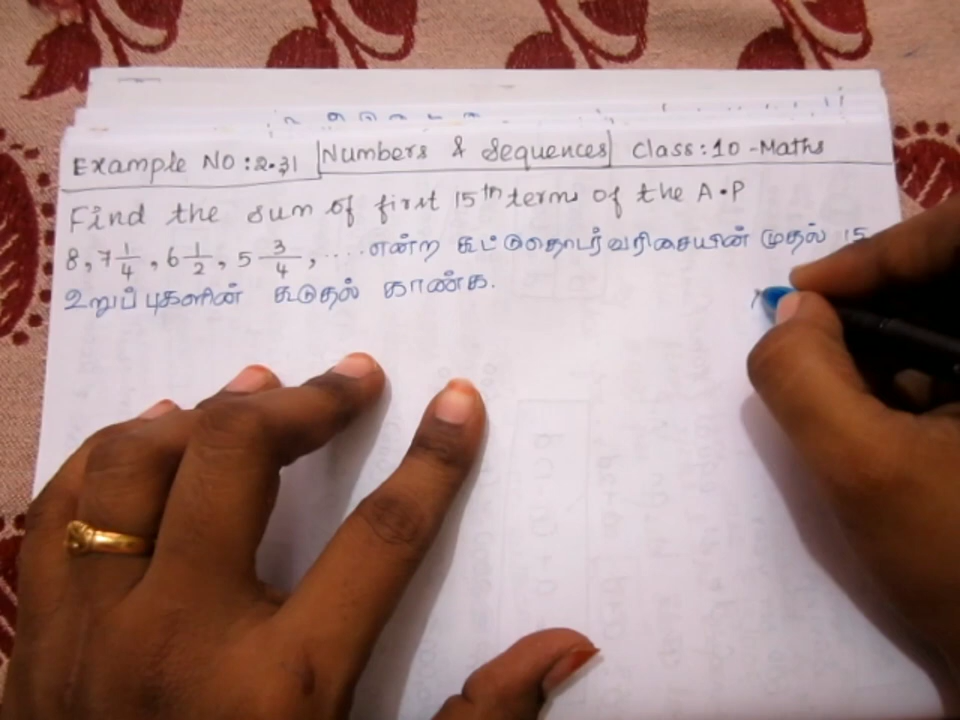 Example No : 2.31 Numbers & Sequences Class : 10 - Maths
Find the sum of first 15th terms of the A.P
8, 7 1/4, 6 1/2, 5 3/4, .... என்ற கூட்டுதொடர் வரிசையின் முதல் 15
உறுப்புகளின் கூடுதல் காண்க.